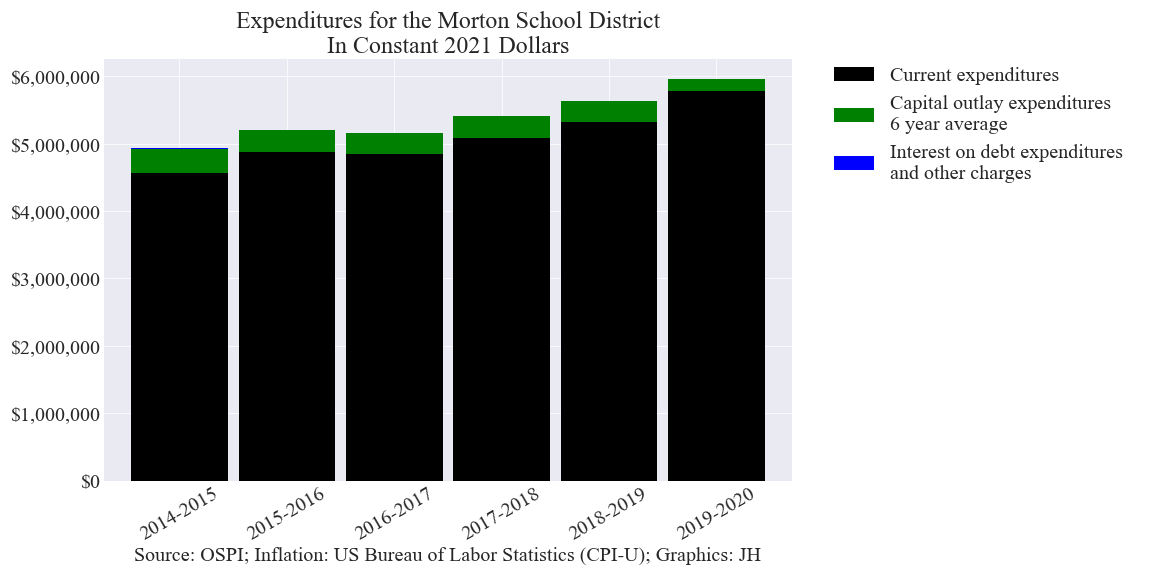 Expenditures for the Morton School District
In Constant 2021 Dollars
$6,000,000
$5,000,000
$4,000,000
$3,000,000
$2,000,000
$1,000,000
$0
2014-2015
2015-2016
2016-2017
2017-2018
2018-2019
2019-2020
Source: OSPI; Inflation: US Bureau of Labor Statistics (CPI-U); Graphics: JH
Current expenditures
Capital outlay expenditures
6 year average
Interest on debt expenditures
and other charges